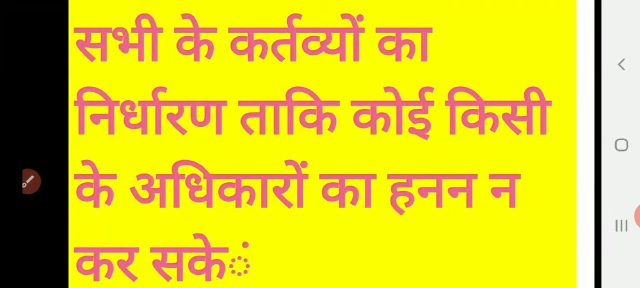 सभी के कर्तव्यों का
निर्धारण ताकि कोई किसी
के अधिकारों का हनन न
कर सकें